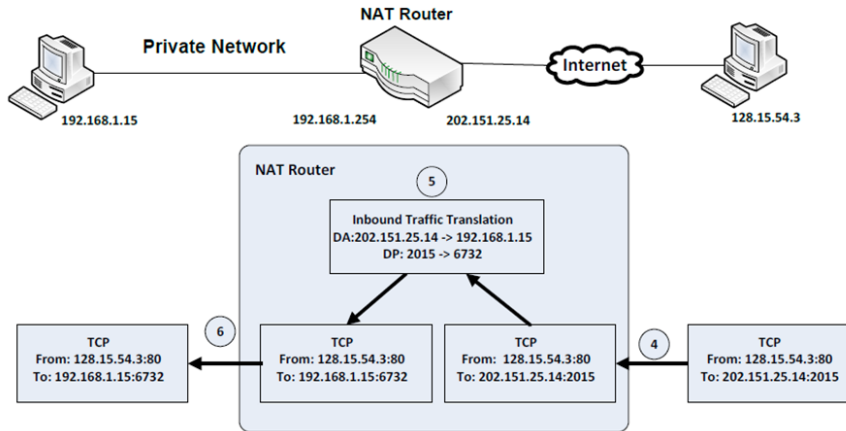 NAT Router
Private Network
Internet
192.168.1.15
192.168.1.254
202.151.25.14
128.15.54.3
NAT Router
5
Inbound Traffic Translation
DA:202.151.25.14 -> 192.168.1.15
DP: 2015 -> 6732
6
4
TCP
From: 128.15.54.3:80
To: 192.168.1.15:6732
TCP
From: 128.15.54.3:80
To: 192.168.1.15:6732
TCP
From: 128.15.54.3:80
To: 202.151.25.14:2015
TCP
From: 128.15.54.3:80
To: 202.151.25.14:2015